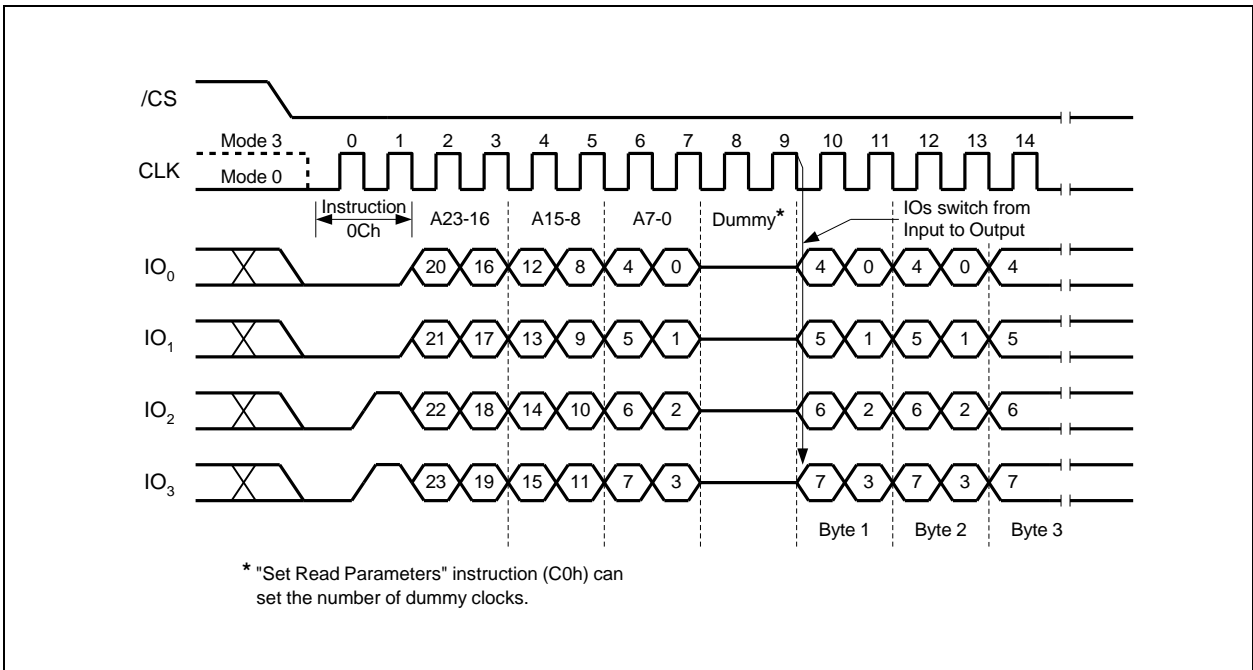 /CS
Mode 3 0 1 2 3 4 5 6 7 8 9 10 11 12 13 14
CLK
Mode 0
Instruction
0Ch
A23-16 A15-8 A7-0 Dummy*
IOs switch from
Input to Output
IO0 20 16 12 8 4 0 4 0 4 0 4
IO1 21 17 13 9 5 1 5 1 5 1 5
IO2 22 18 14 10 6 2 6 2 6 2 6
IO3 23 19 15 11 7 3 7 3 7 3 7
Byte 1 Byte 2 Byte 3
* "Set Read Parameters" instruction (C0h) can
set the number of dummy clocks.